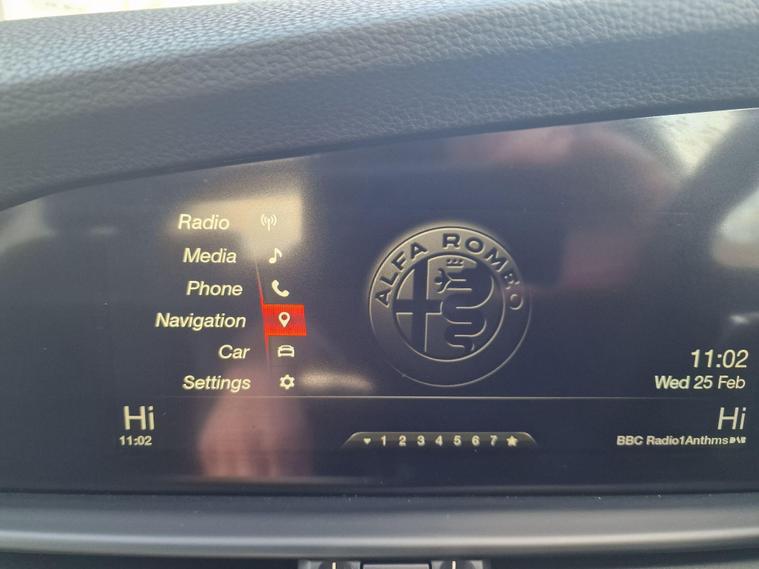 Radio
Media
Phone
Navigation
Car
Settings
ALFA ROMEO
11:02
Wed 25 Feb
Hi
11:02
♥ 1 2 3 4 5 6 7 ★
Hi
BBC Radio1Anthms DAB